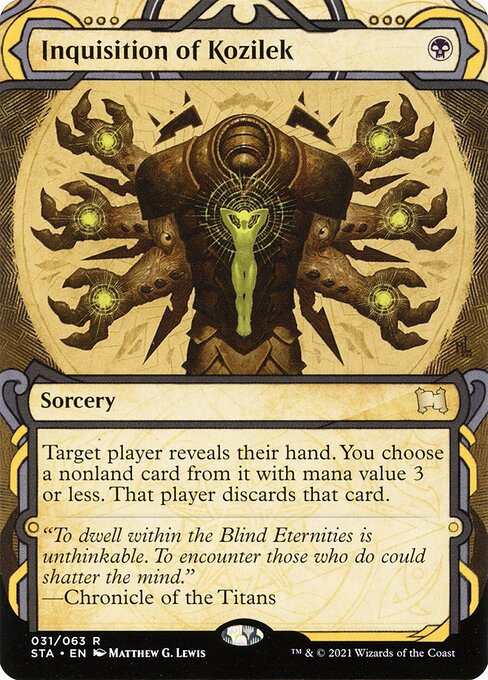 Inquisition of Kozilek
Sorcery
Target player reveals their hand. You choose
a nonland card from it with mana value 3
or less. That player discards that card.
“To dwell within the Blind Eternities is
unthinkable. To encounter those who do could
shatter the mind.”
—Chronicle of the Titans
031/063 R
STA • EN Matthew G. Lewis
™ & © 2021 Wizards of the Coast